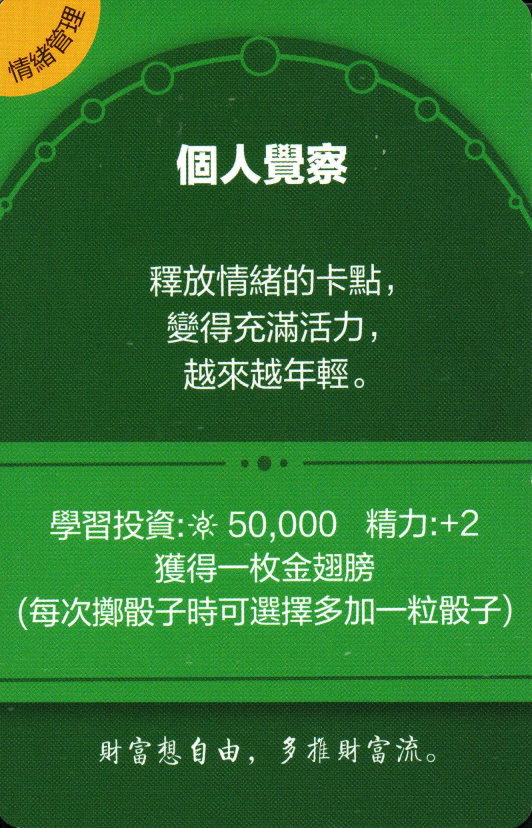 情緒管理
個人覺察
釋放情緒的卡點,
變得充滿活力,
越來越年輕。
學習投資: 50,000 精力:+2
獲得一枚金翅膀
(每次擲骰子時可選擇多加一粒骰子)
財富想自由，多推財富流。